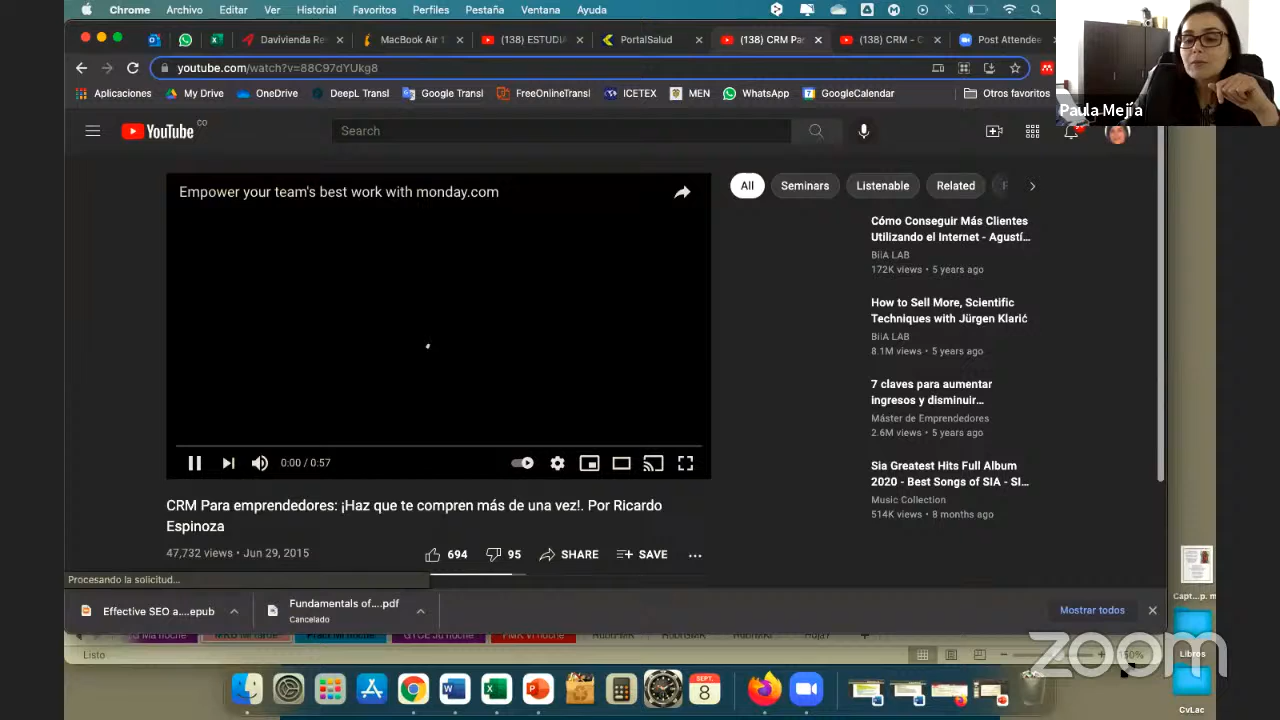 Chrome Archivo Editar Ver Historial Favoritos Perfiles Pestaña Ventana Ayuda
Davivienda Re MacBook Air 1 (138) ESTUDI PortalSalud (138) CRM Pa (138) CRM - C Post Attendee
youtube.com/watch?v=88C97dYUkg8
Aplicaciones My Drive OneDrive DeepL Transl Google Transl FreeOnlineTransl ICETEX MEN WhatsApp GoogleCalendar Otros favoritos
Paula Mejía
YouTube CO
Search
Empower your team's best work with monday.com
All Seminars Listenable Related
Cómo Conseguir Más Clientes
Utilizando el Internet - Agustí...
BiiA LAB
172K views • 5 years ago
How to Sell More, Scientific
Techniques with Jürgen Klarić
BiiA LAB
8.1M views • 5 years ago
7 claves para aumentar
ingresos y disminuir...
Máster de Emprendedores
2.6M views • 5 years ago
Sia Greatest Hits Full Album
2020 - Best Songs of SIA - SI...
Music Collection
514K views • 8 months ago
0:00 / 0:57
CRM Para emprendedores: ¡Haz que te compren más de una vez!. Por Ricardo
Espinoza
47,732 views • Jun 29, 2015
694 95 SHARE SAVE ...
Procesando la solicitud...
Effective SEO a....epub
Fundamentals of....pdf
Cancelado
Mostrar todos
Capt...p. m
Listo
150%
Libros
zoom
SEPT.
8
CvLac